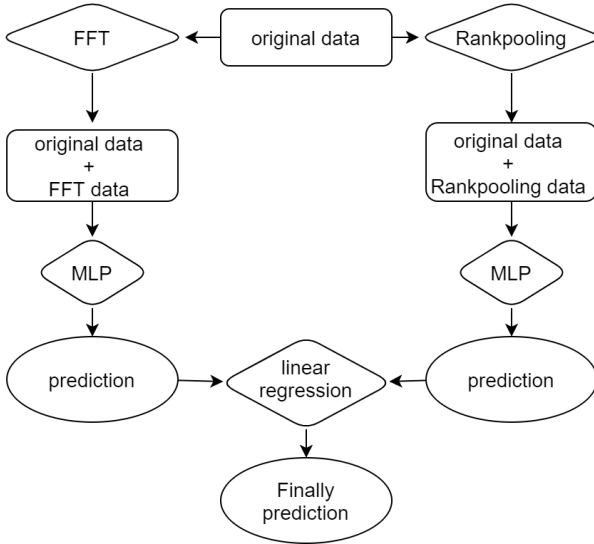 FFT
original data
Rankpooling
original data
+
FFT data
original data
+
Rankpooling data
MLP
MLP
prediction
linear
regression
prediction
Finally
prediction